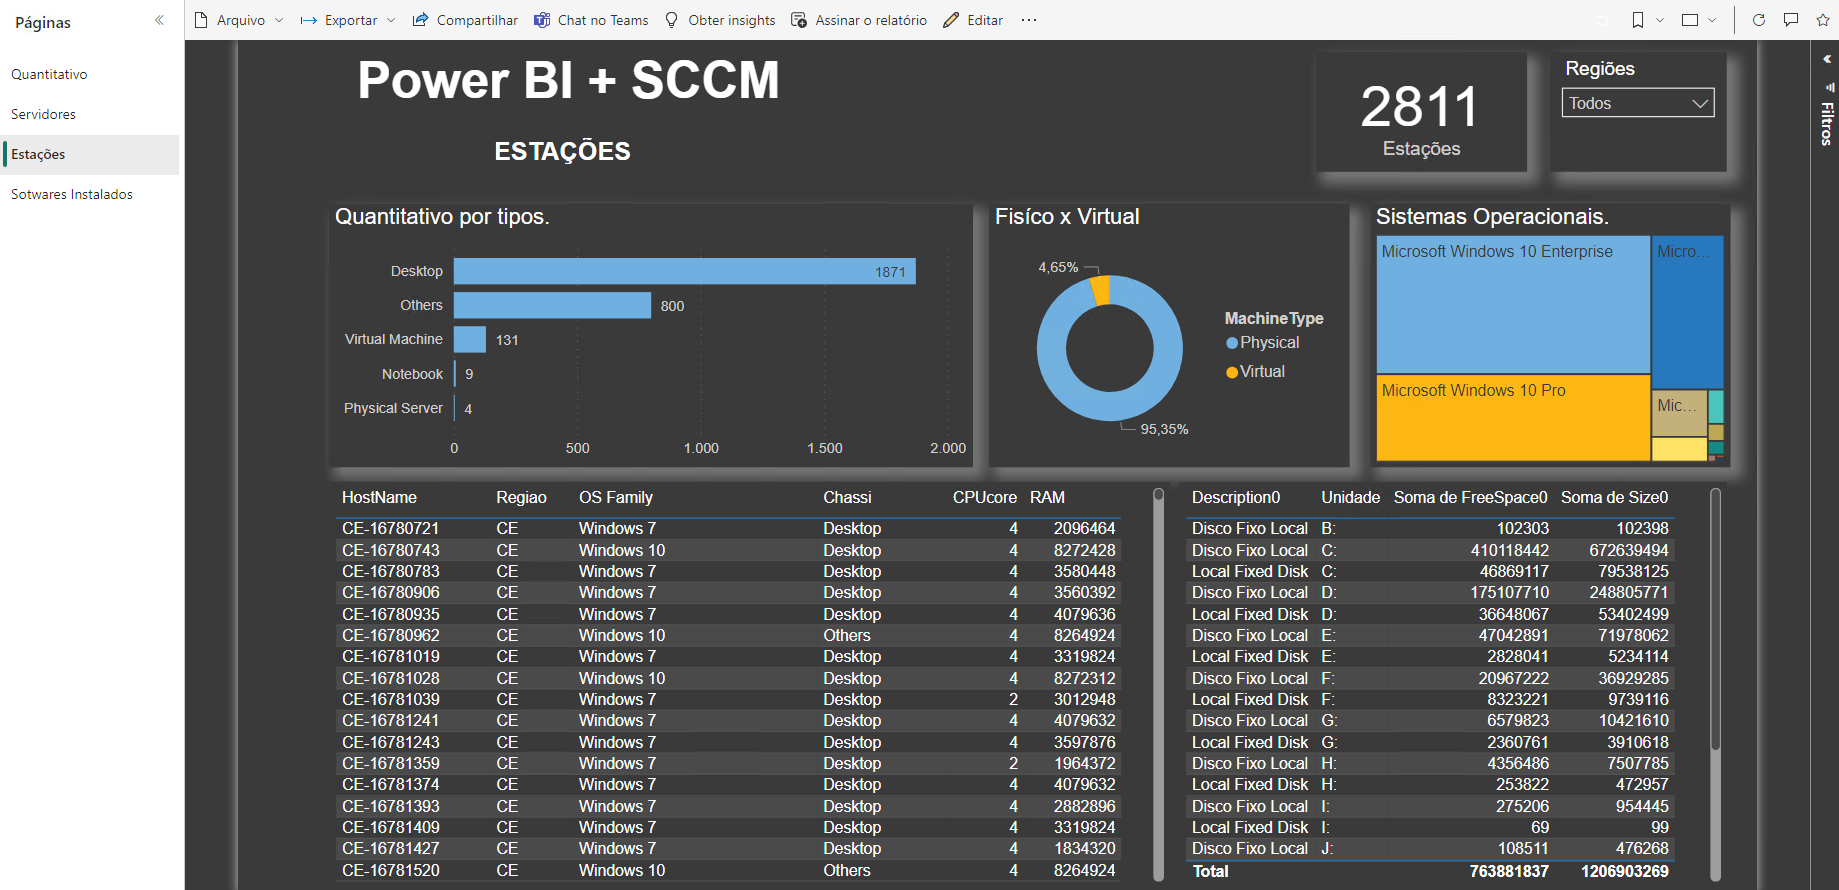 Páginas
Arquivo Exportar Compartilhar Chat no Teams Obter insights Assinar o relatório Editar
Quantitativo
Servidores
Estações
Sotwares Instalados
Power BI + SCCM
ESTAÇÕES
2811
Estações
Regiões
Todos
Filtros
Quantitativo por tipos.
Desktop 1871
Others 800
Virtual Machine 131
Notebook 9
Physical Server 4
0 500 1.000 1.500 2.000
Fisíco x Virtual
4,65%
95,35%
MachineType
Physical
Virtual
Sistemas Operacionais.
Microsoft Windows 10 Enterprise
Micro...
Microsoft Windows 10 Pro
Mic...
HostName Regiao OS Family Chassi CPUcore RAM
CE-16780721 CE Windows 7 Desktop 4 2096464
CE-16780743 CE Windows 10 Desktop 4 8272428
CE-16780783 CE Windows 7 Desktop 4 3580448
CE-16780906 CE Windows 7 Desktop 4 3560392
CE-16780935 CE Windows 7 Desktop 4 4079636
CE-16780962 CE Windows 10 Others 4 8264924
CE-16781019 CE Windows 7 Desktop 4 3319824
CE-16781028 CE Windows 10 Desktop 4 8272312
CE-16781039 CE Windows 7 Desktop 2 3012948
CE-16781241 CE Windows 7 Desktop 4 4079632
CE-16781243 CE Windows 7 Desktop 4 3597876
CE-16781359 CE Windows 7 Desktop 2 1964372
CE-16781374 CE Windows 7 Desktop 4 4079632
CE-16781393 CE Windows 7 Desktop 4 2882896
CE-16781409 CE Windows 7 Desktop 4 3319824
CE-16781427 CE Windows 7 Desktop 4 1834320
CE-16781520 CE Windows 10 Others 4 8264924
Description0 Unidade Soma de FreeSpace0 Soma de Size0
Disco Fixo Local B: 102303 102398
Disco Fixo Local C: 410118442 672639494
Local Fixed Disk C: 46869117 79538125
Disco Fixo Local D: 175107710 248805771
Local Fixed Disk D: 36648067 53402499
Disco Fixo Local E: 47042891 71978062
Local Fixed Disk E: 2828041 5234114
Disco Fixo Local F: 20967222 36929285
Local Fixed Disk F: 8323221 9739116
Disco Fixo Local G: 6579823 10421610
Local Fixed Disk G: 2360761 3910618
Disco Fixo Local H: 4356486 7507785
Local Fixed Disk H: 253822 472957
Disco Fixo Local I: 275206 954445
Local Fixed Disk I: 69 99
Disco Fixo Local J: 108511 476268
Total 763881837 1206903269